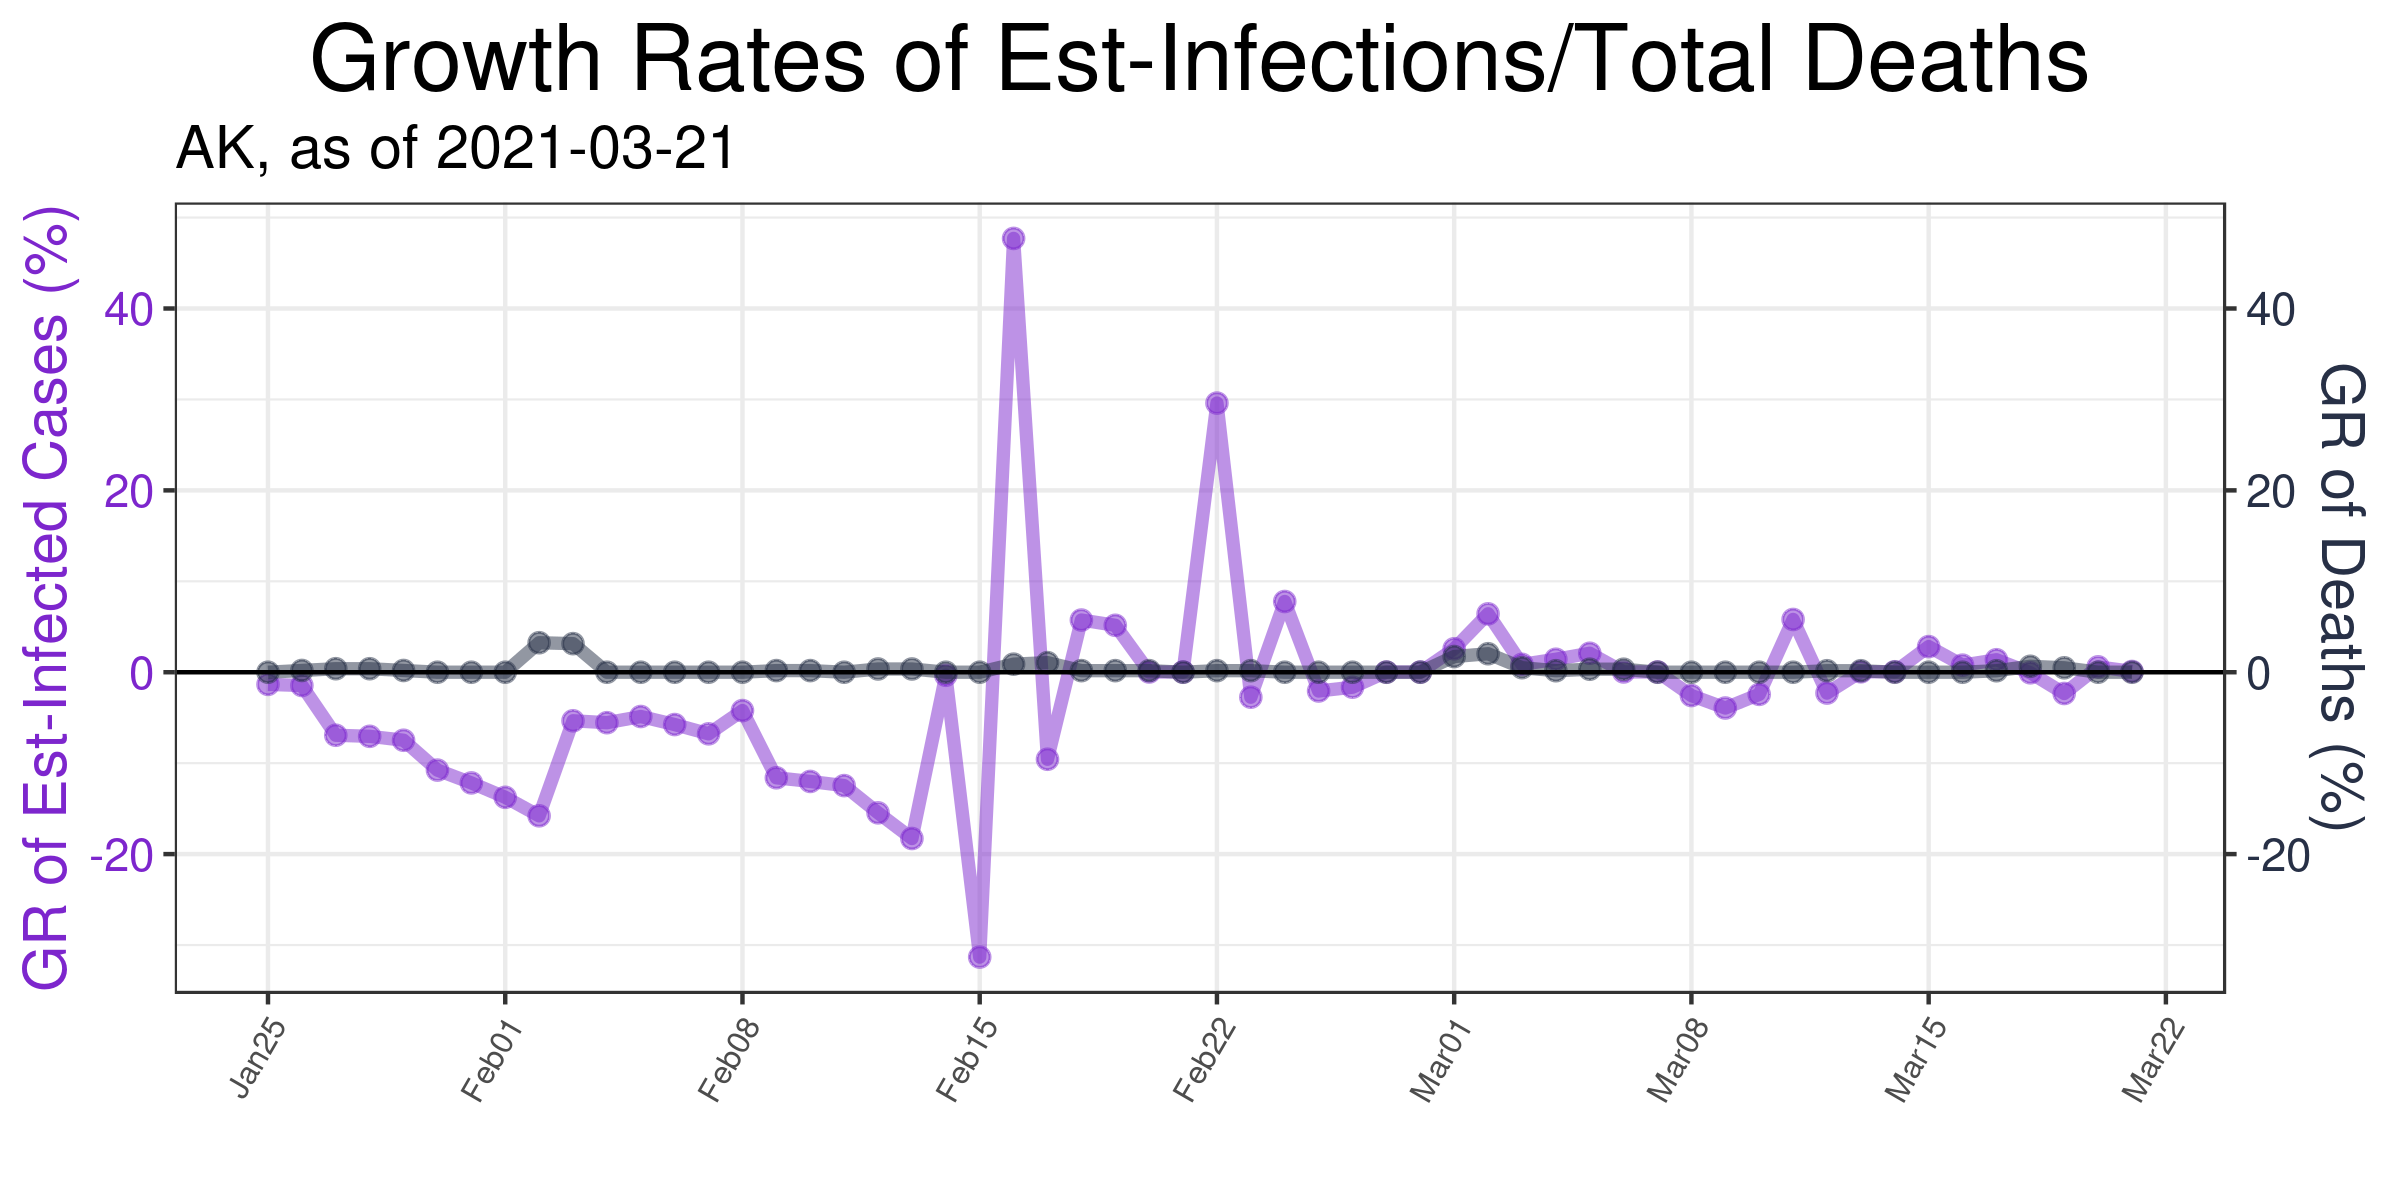 Growth Rates of Est-Infections/Total Deaths
AK, as of 2021-03-21
GR of Est-Infected Cases (%)
40
20
0
-20
40
20
0
-20
GR of Deaths (%)
Jan25
Feb01
Feb08
Feb15
Feb22
Mar01
Mar08
Mar15
Mar22